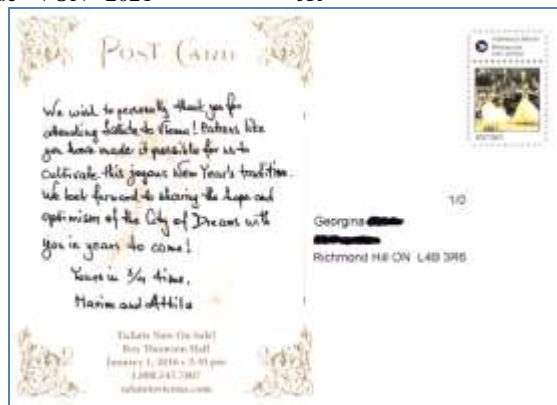 2021
POST CARD
We wish to personally thank you for
attending Salute to Vienna! Patrons like
you have made it possible for us to
cultivate this joyous New Year's tradition.
We look forward to sharing the hope and
optimism of the City of Dreams with
you in years to come!
Yours in 3/4 time,
Marion and Attila
Tickets Now On Sale!
Roy Thomson Hall
January 1, 2016 • 2:30 pm
1.800.545.7807
salutetovienna.com
1/0
Georgina
Richmond Hill ON L4B 3R6